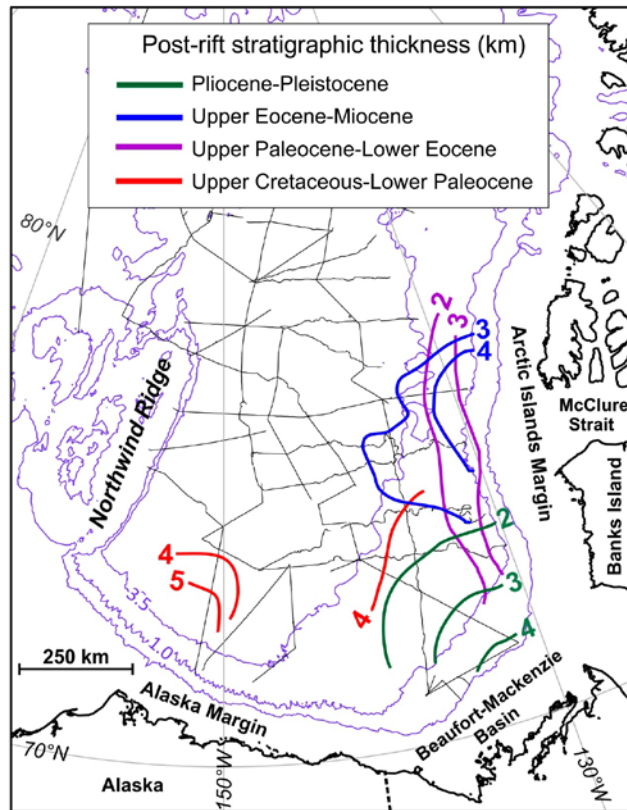 Post-rift stratigraphic thickness (km)
Pliocene-Pleistocene
Upper Eocene-Miocene
Upper Paleocene-Lower Eocene
Upper Cretaceous-Lower Paleocene
80°N
2
3
3
4
Arctic Islands Margin
McClure
Strait
Northwind Ridge
Banks Island
2
4
5
3.5
4
3
4
1.0
250 km
Alaska Margin
Beaufort-Mackenzie
Basin
70°N
Alaska
150°W
130°W